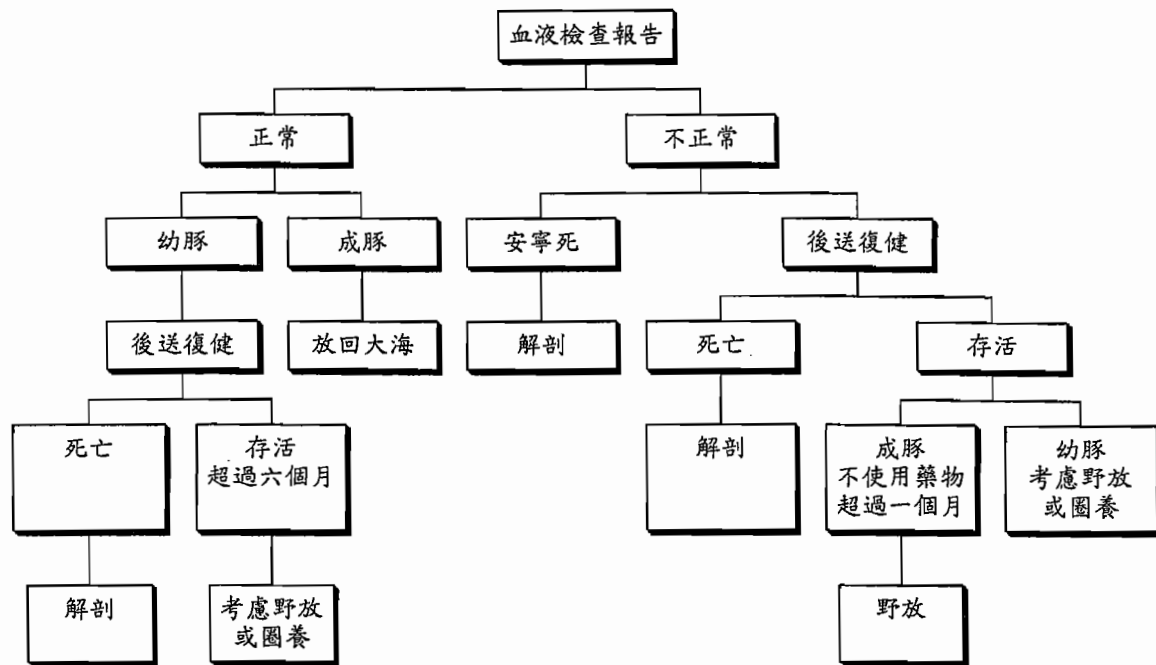 血液檢查報告
正常
不正常
幼豚
成豚
安寧死
後送復健
後送復健
放回大海
解剖
死亡
存活
死亡
存活
超過六個月
解剖
成豚
不使用藥物
超過一個月
幼豚
考慮野放
或圈養
解剖
考慮野放
或圈養
野放